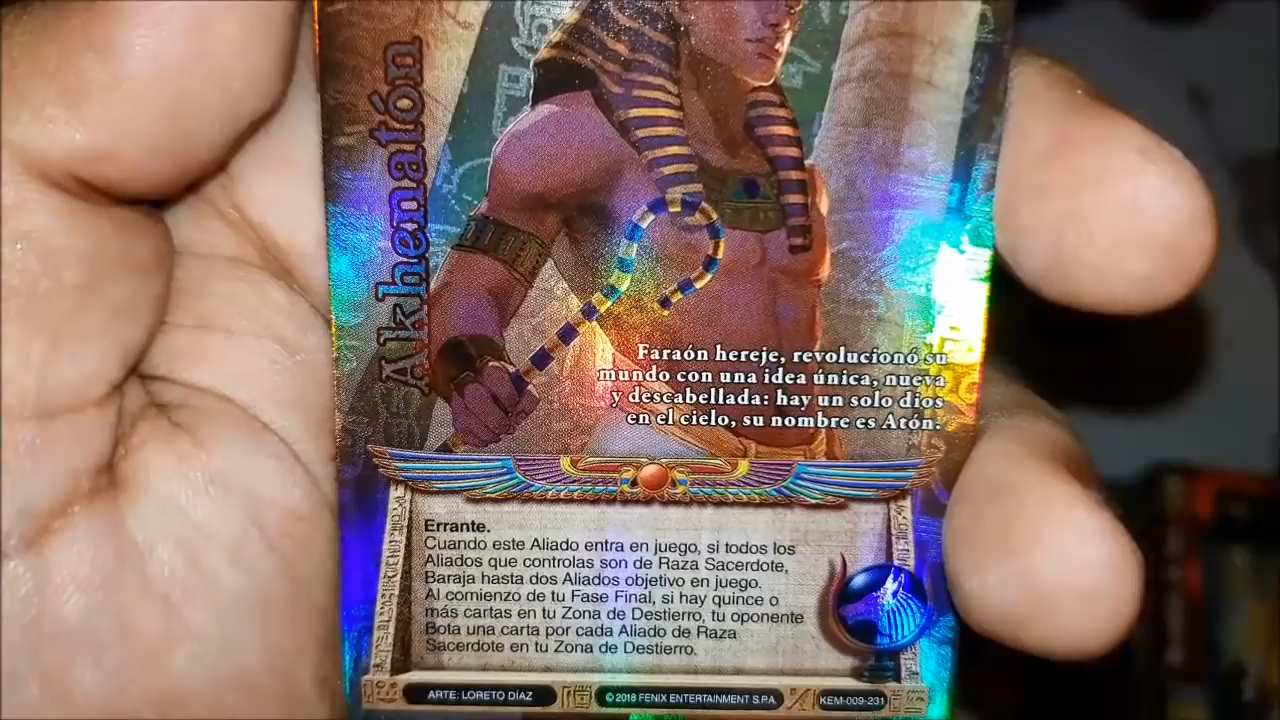 Akhenatón
Faraón hereje, revolucionó su
mundo con una idea única, nueva
y descabellada: hay un solo dios
en el cielo, su nombre es Atón.
Errante.
Cuando este Aliado entra en juego, si todos los
Aliados que controlas son de Raza Sacerdote,
Baraja hasta dos Aliados objetivo en juego.
Al comienzo de tu Fase Final, si hay quince o
más cartas en tu Zona de Destierro, tu oponente
Bota una carta por cada Aliado de Raza
Sacerdote en tu Zona de Destierro.
ARTE: LORETO DÍAZ
© 2018 FENIX ENTERTAINMENT S.P.A.
KEM-009-231